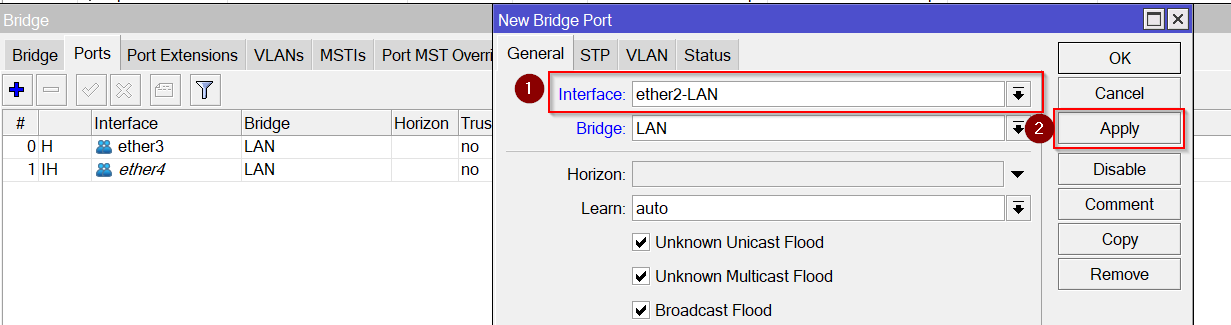 Bridge
Bridge Ports Port Extensions VLANs MSTIs Port MST Overri
# Interface Bridge Horizon Trus
0 H ether3 LAN no
1 IH ether4 LAN no
New Bridge Port
General STP VLAN Status
1 Interface: ether2-LAN
Bridge: LAN
Horizon:
Learn: auto
Unknown Unicast Flood
Unknown Multicast Flood
Broadcast Flood
OK
Cancel
2 Apply
Disable
Comment
Copy
Remove